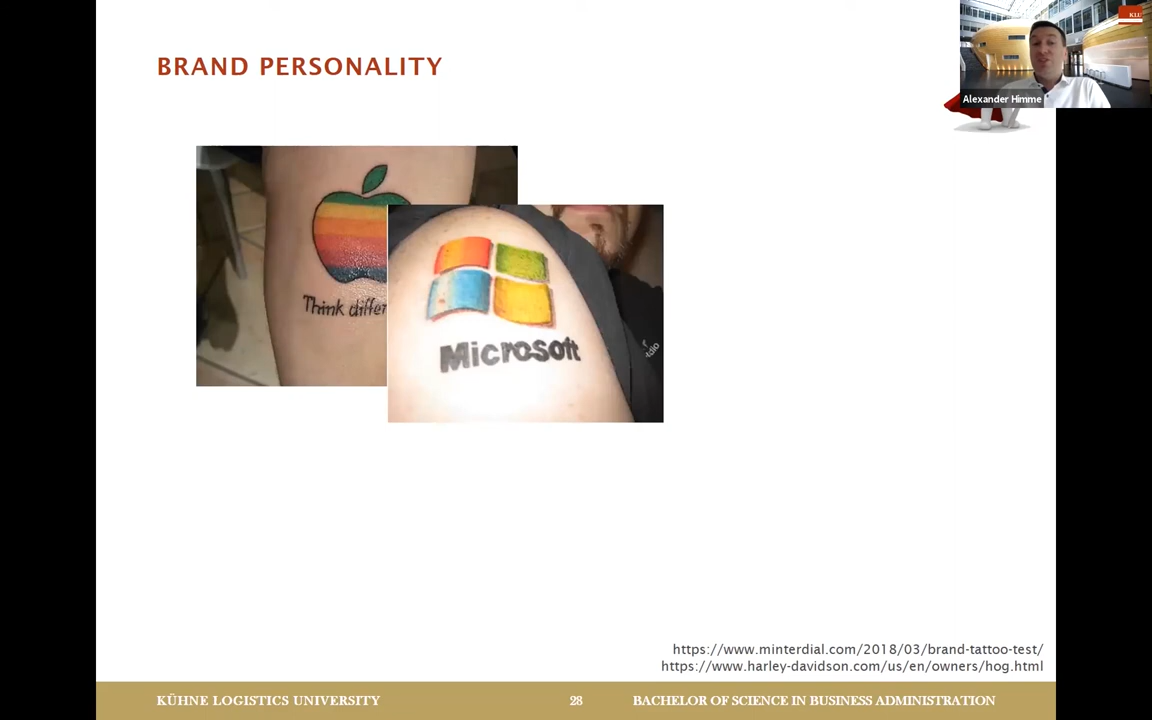 BRAND PERSONALITY
KLU
Alexander Himme
Think differ
Microsoft
https://www.minterdial.com/2018/03/brand-tattoo-test/
https://www.harley-davidson.com/us/en/owners/hog.html
KÜHNE LOGISTICS UNIVERSITY
28
BACHELOR OF SCIENCE IN BUSINESS ADMINISTRATION